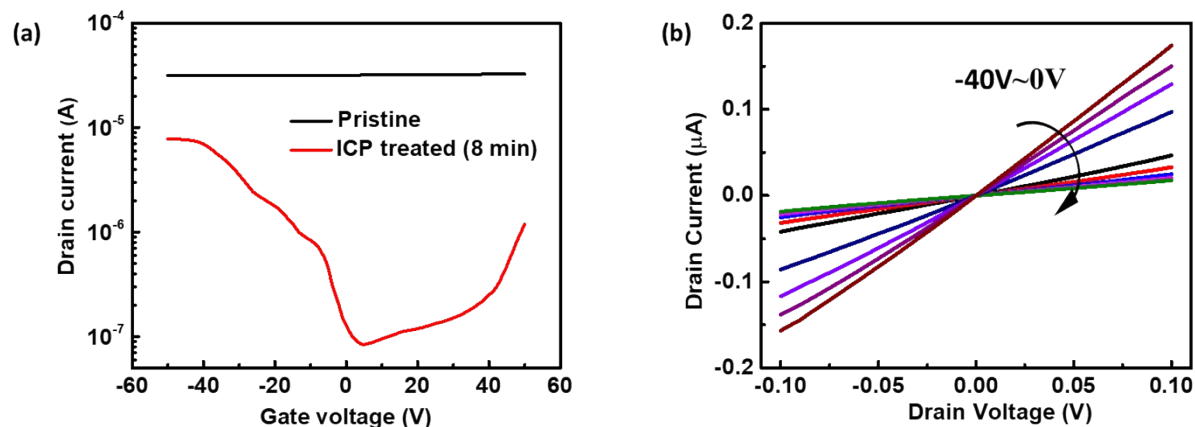 (a)
10⁻⁴
10⁻⁵
10⁻⁶
10⁻⁷
Drain current (A)
Pristine
ICP treated (8 min)
-60 -40 -20 0 20 40 60
Gate voltage (V)
(b)
0.2
0.1
0.0
-0.1
-0.2
Drain Current (μA)
-40V~0V
-0.10 -0.05 0.00 0.05 0.10
Drain Voltage (V)